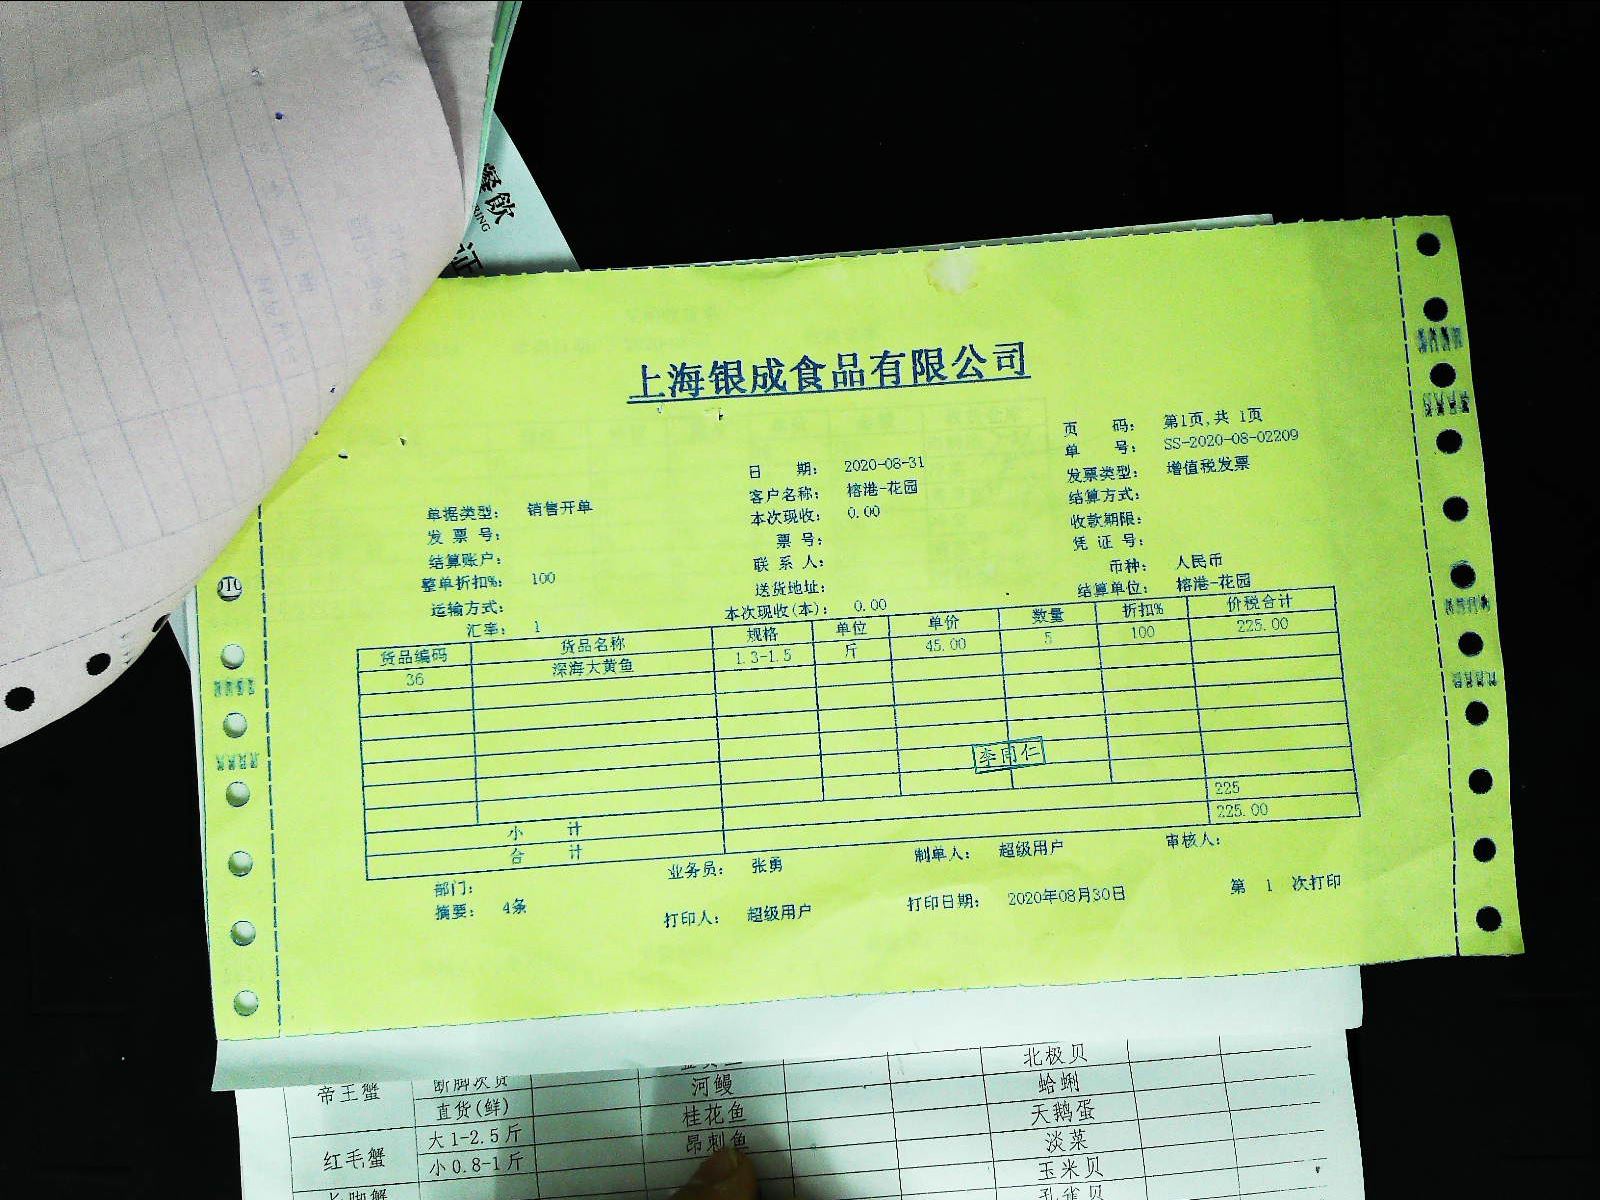 餐飲
RING
证
上海银成食品有限公司
页 码: 第1页,共 1页
单 号: SS-2020-08-02209
日 期: 2020-08-31
发票类型: 增值税发票
客户名称: 榕港-花园
结算方式:
单据类型: 销售开单
本次现收: 0.00
收款期限:
发 票 号:
票 号:
凭 证 号:
结算账户:
联 系 人:
币种: 人民币
整单折扣%: 100
送货地址:
结算单位: 榕港-花园
运输方式:
本次现收(本): 0.00
汇率: 1
货品编码 货品名称 规格 单位 单价 数量 折扣% 价税合计
36 深海大黄鱼 1.3-1.5 斤 45.00 5 100 225.00
李雨仁
小 计 225
合 计 225.00
部门: 业务员: 张勇 制单人: 超级用户 审核人:
摘要: 4条 打印人: 超级用户 打印日期: 2020年08月30日 第 1 次打印
北极贝
帝王蟹 断脚次货 河鳗 蛤蜊
直货(鲜) 桂花鱼 天鹅蛋
红毛蟹 大1-2.5斤 昂刺鱼 淡菜
小0.8-1斤 玉米贝
孔雀贝